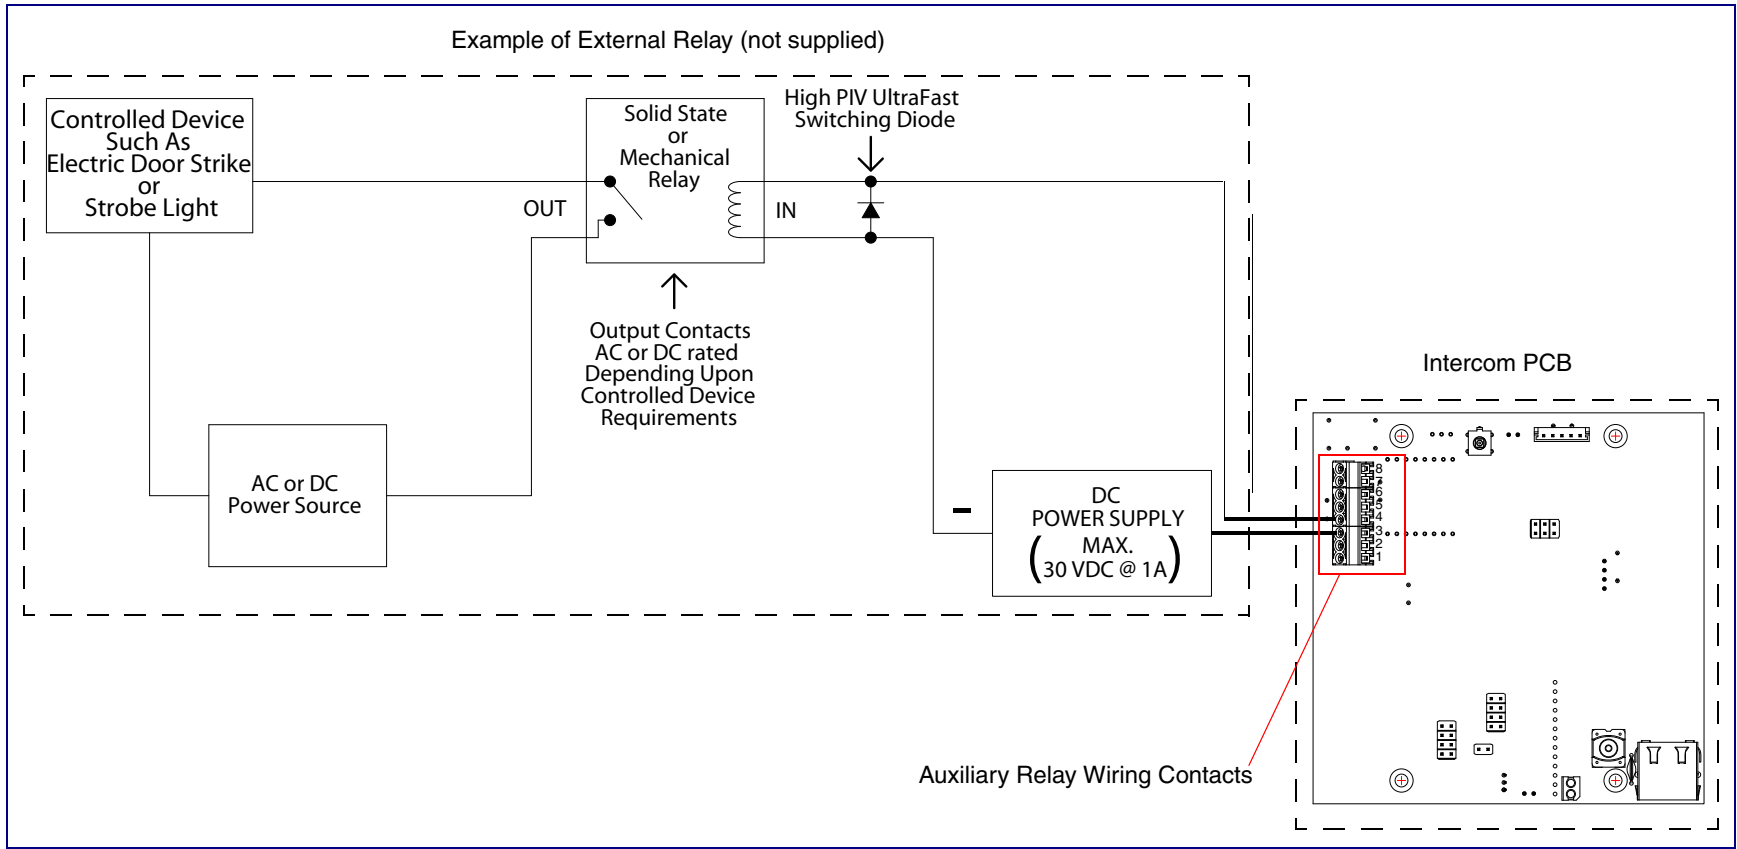 Example of External Relay (not supplied)
Controlled Device
Such As
Electric Door Strike
or
Strobe Light
Solid State
or
Mechanical
Relay
High PIV UltraFast
Switching Diode
OUT
IN
Output Contacts
AC or DC rated
Depending Upon
Controlled Device
Requirements
AC or DC
Power Source
–
DC
POWER SUPPLY
(MAX.
30 VDC @ 1A)
Intercom PCB
8
7
6
5
4
3
2
1
Auxiliary Relay Wiring Contacts